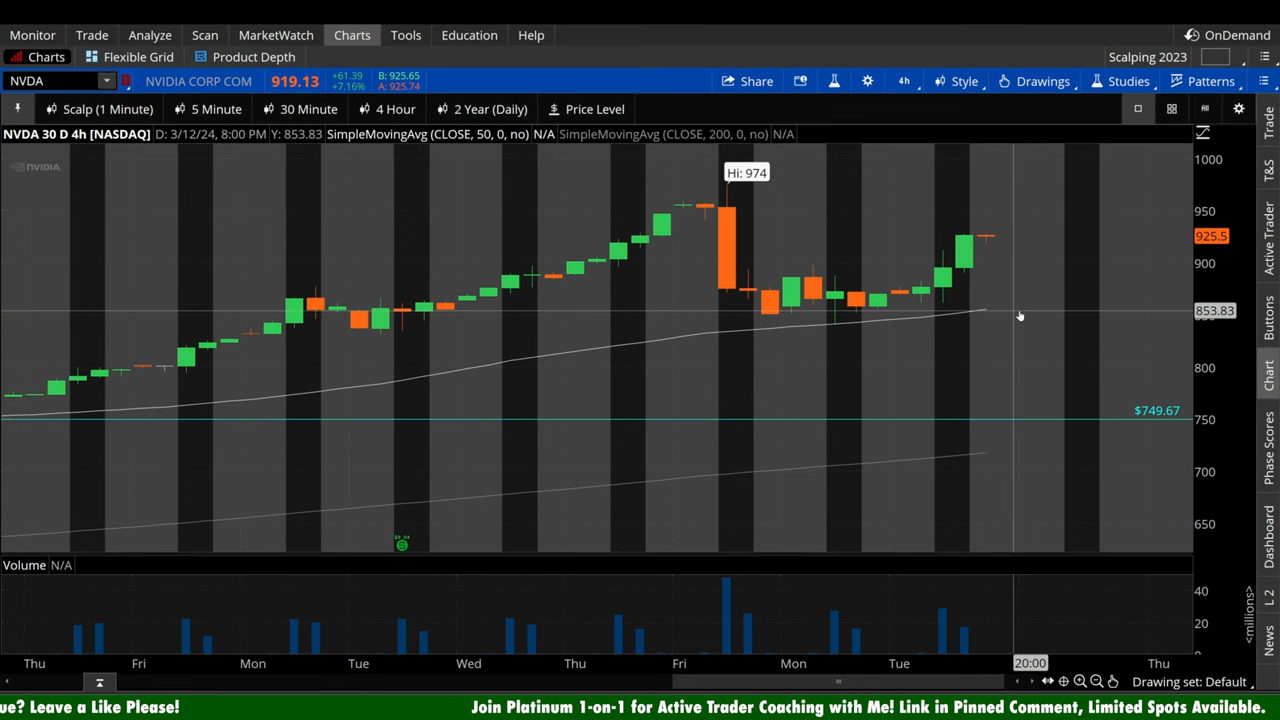 Monitor Trade Analyze Scan MarketWatch Charts Tools Education Help OnDemand
Charts Flexible Grid Product Depth Scalping 2023
NVDA NVIDIA CORP COM 919.13 +61.39 +7.16% B: 925.65 A: 925.74 Share 4h Style Drawings Studies Patterns
Scalp (1 Minute) 5 Minute 30 Minute 4 Hour 2 Year (Daily) Price Level
NVDA 30 D 4h [NASDAQ] D: 3/12/24, 8:00 PM Y: 853.83 SimpleMovingAvg (CLOSE, 50, 0, no) N/A SimpleMovingAvg (CLOSE, 200, 0, no) N/A
NVIDIA
Hi: 974
1000
950
925.5
900
853.83
800
$749.67
750
700
650
$0.04
S
Volume N/A
40
20
<millions>
Thu Fri Mon Tue Wed Thu Fri Mon Tue 20:00 Thu
Drawing set: Default
Trade
T&S
Active Trader
Buttons
Chart
Phase Scores
Dashboard
L 2
News
ue? Leave a Like Please! Join Platinum 1-on-1 for Active Trader Coaching with Me! Link in Pinned Comment, Limited Spots Available.